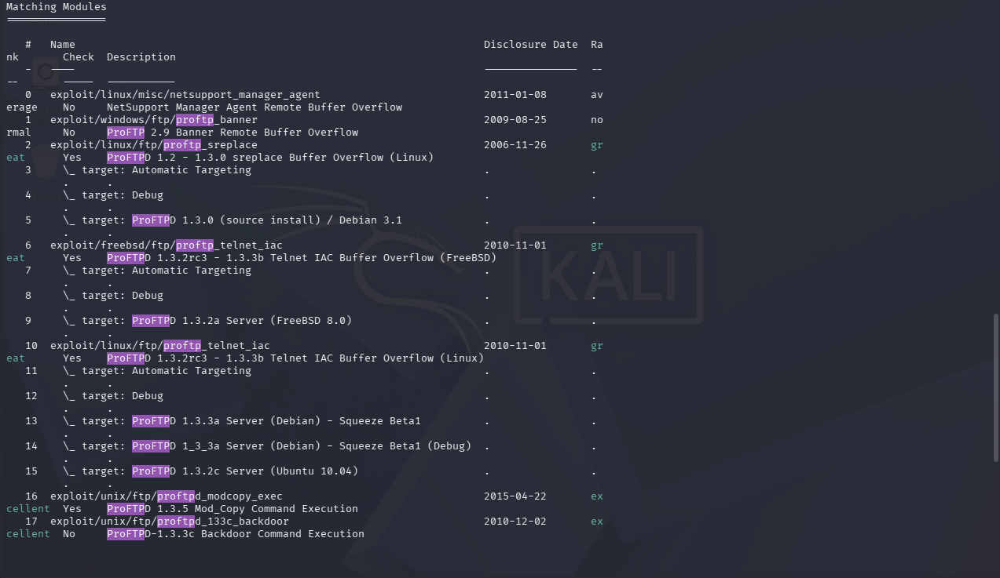 Matching Modules
================
   #   Name                                                                 Disclosure Date  Ra
nk       Check  Description
   -   ----                                                                 ---------------  --
--       -----  -----------
   0   exploit/linux/misc/netsupport_manager_agent                          2011-01-08       av
erage    No     NetSupport Manager Agent Remote Buffer Overflow
   1   exploit/windows/ftp/proftp_banner                                    2009-08-25       no
rmal     No     ProFTP 2.9 Banner Remote Buffer Overflow
   2   exploit/linux/ftp/proftp_sreplace                                    2006-11-26       gr
eat      Yes    ProFTPD 1.2 - 1.3.0 sreplace Buffer Overflow (Linux)
   3     \_ target: Automatic Targeting                                     .                .
         .      .
   4     \_ target: Debug                                                   .                .
         .      .
   5     \_ target: ProFTPD 1.3.0 (source install) / Debian 3.1             .                .
         .      .
   6   exploit/freebsd/ftp/proftp_telnet_iac                                2010-11-01       gr
eat      Yes    ProFTPD 1.3.2rc3 - 1.3.3b Telnet IAC Buffer Overflow (FreeBSD)
   7     \_ target: Automatic Targeting                                     .                .
         .      .
   8     \_ target: Debug                                                   .                .
         .      .
   9     \_ target: ProFTPD 1.3.2a Server (FreeBSD 8.0)                     .                .
         .      .
   10  exploit/linux/ftp/proftp_telnet_iac                                  2010-11-01       gr
eat      Yes    ProFTPD 1.3.2rc3 - 1.3.3b Telnet IAC Buffer Overflow (Linux)
   11    \_ target: Automatic Targeting                                     .                .
         .      .
   12    \_ target: Debug                                                   .                .
         .      .
   13    \_ target: ProFTPD 1.3.3a Server (Debian) - Squeeze Beta1          .                .
         .      .
   14    \_ target: ProFTPD 1_3_3a Server (Debian) - Squeeze Beta1 (Debug)  .                .
         .      .
   15    \_ target: ProFTPD 1.3.2c Server (Ubuntu 10.04)                    .                .
         .      .
   16  exploit/unix/ftp/proftpd_modcopy_exec                                2015-04-22       ex
cellent  Yes    ProFTPD 1.3.5 Mod_Copy Command Execution
   17  exploit/unix/ftp/proftpd_133c_backdoor                               2010-12-02       ex
cellent  No     ProFTPD-1.3.3c Backdoor Command Execution
KALI